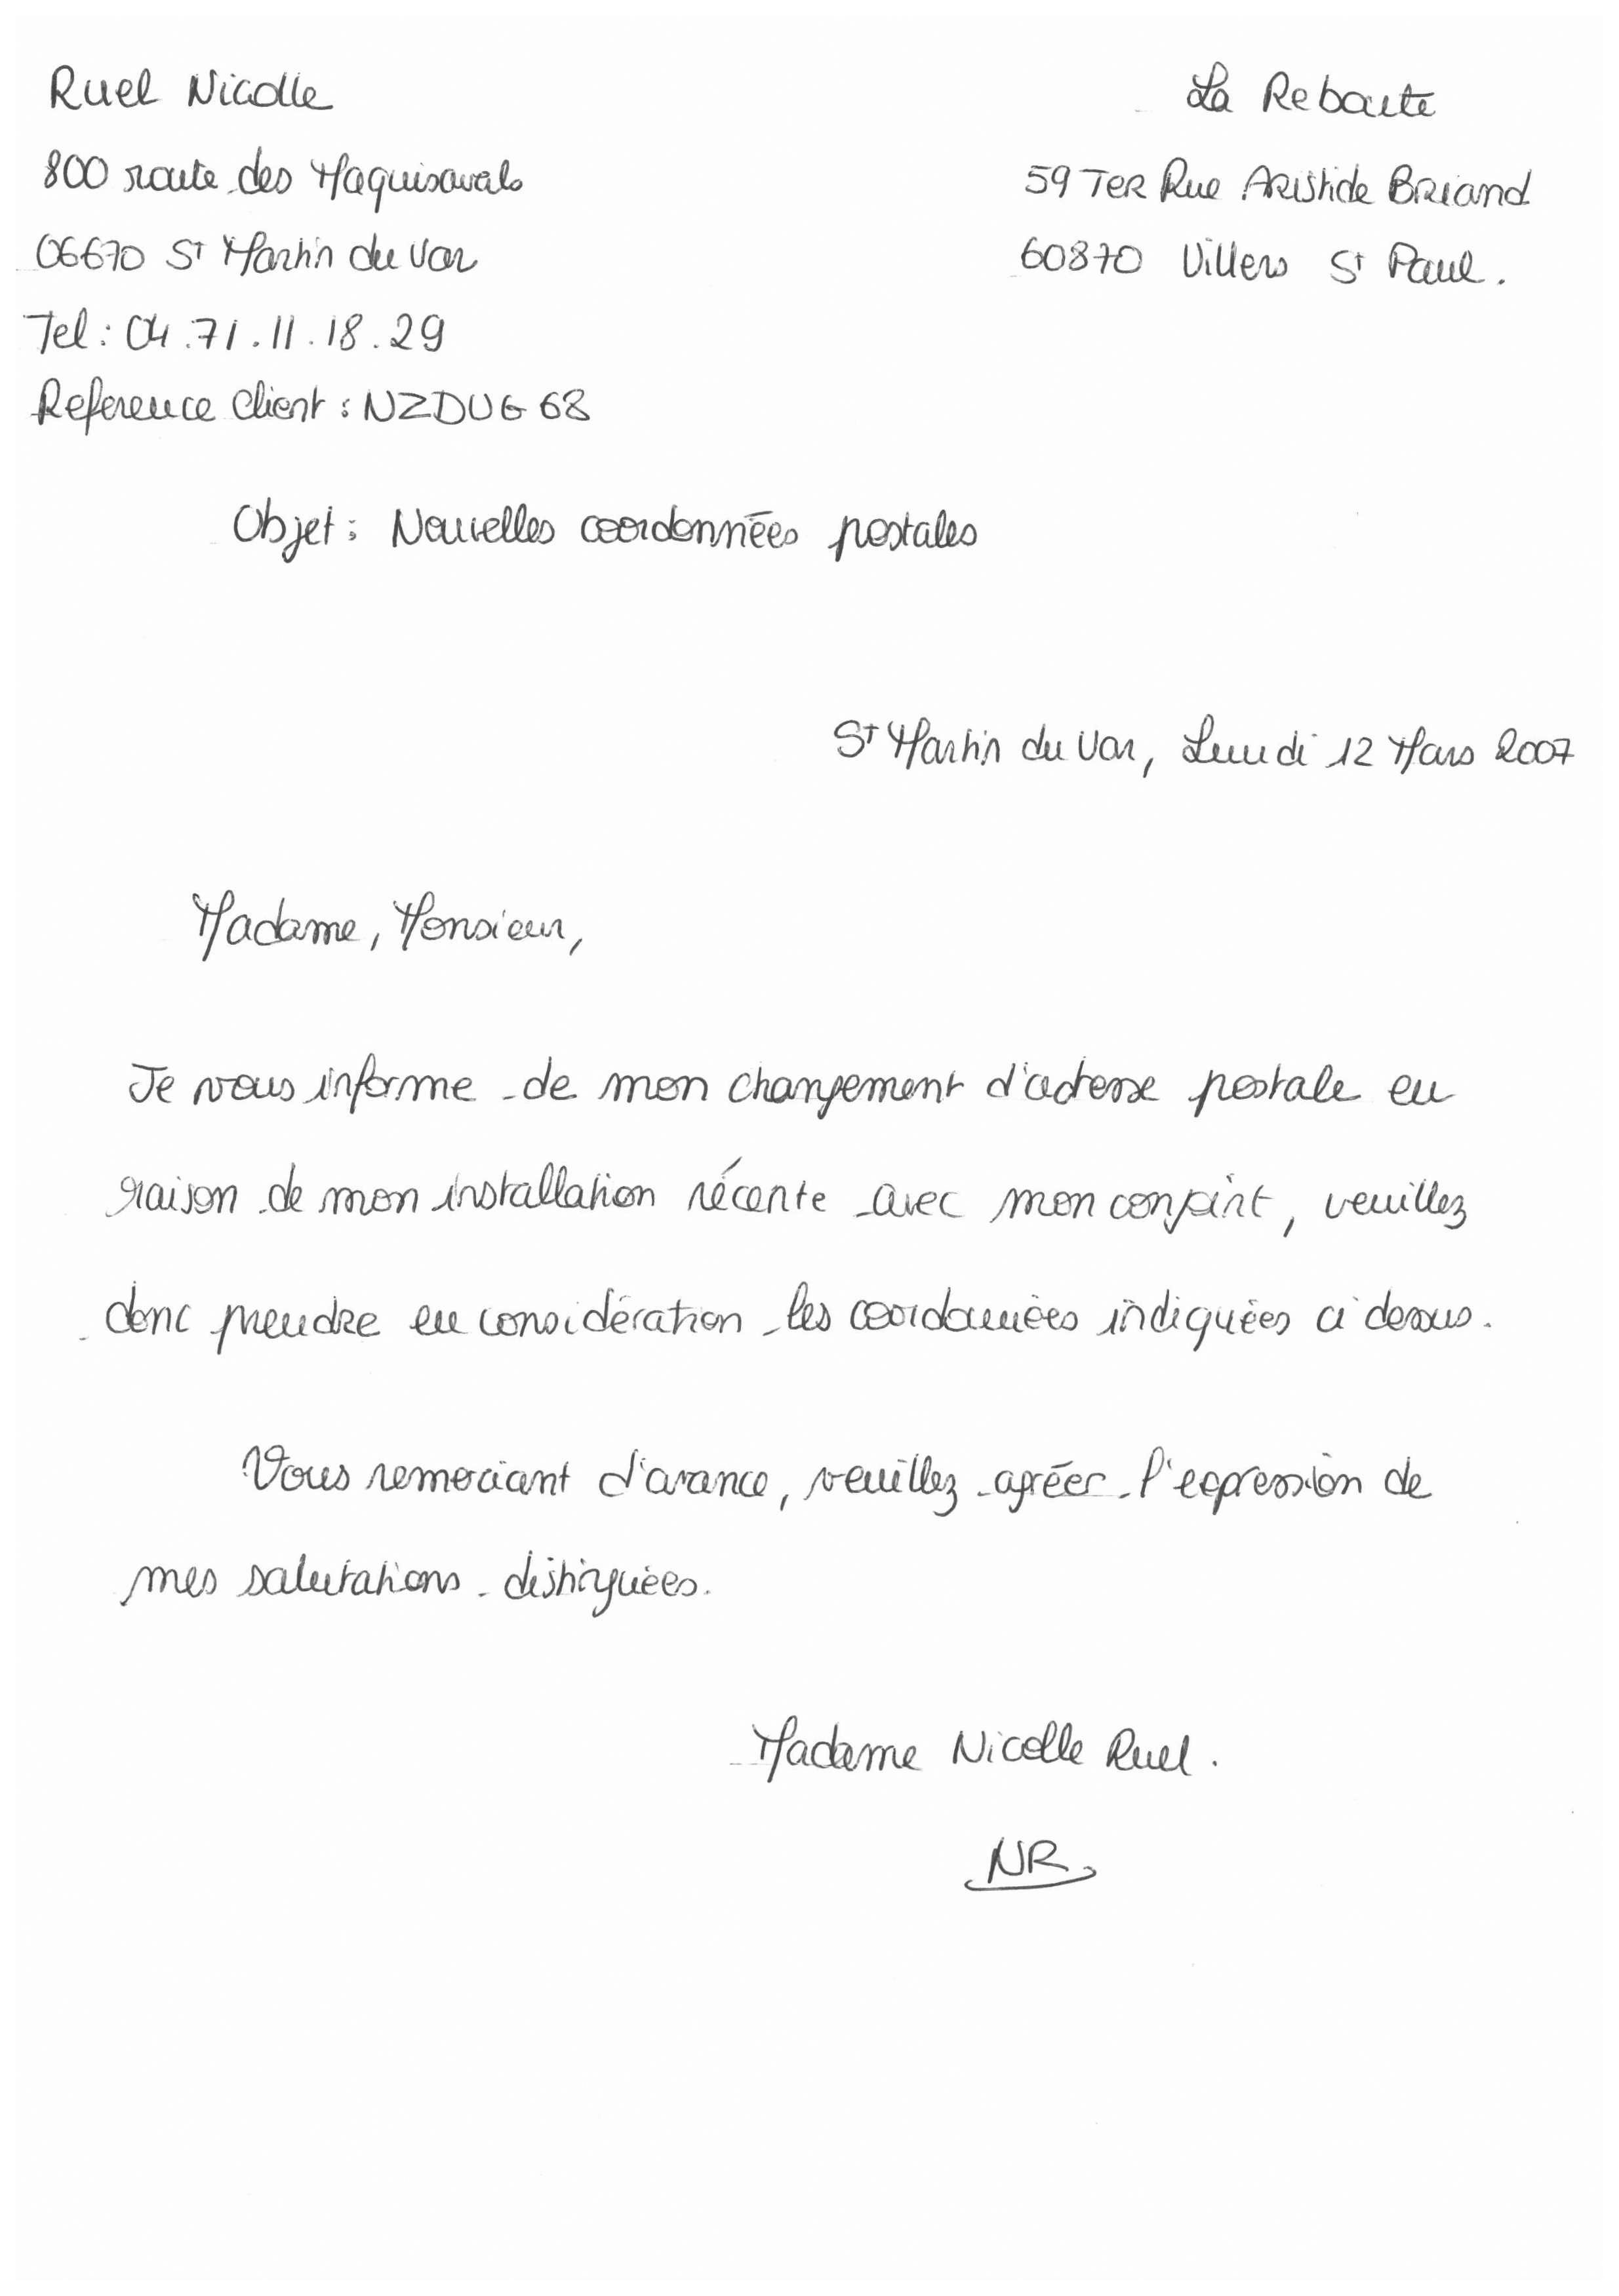 Ruel Nicolle
800 route des Maquisarals
06670 St Martin du Var
Tel : 04.71.11.18.29
Reference Client : NZDUG 68
La Reboute
59 Ter Rue Aristide Briand
60870 Villers St Paul.
Objet : Nouvelles coordonnées postales
St Martin du Var, Lundi 12 Mars 2007
Madame, Monsieur,
Je vous informe de mon changement d'adresse postale en
raison de mon installation récente avec mon conjoint, veuillez
donc prendre en considération les coordonnées indiquées ci dessus.
Vous remerciant d'avance, veuillez agréer l'expression de
mes salutations distinguées.
Madame Nicolle Ruel.
NR